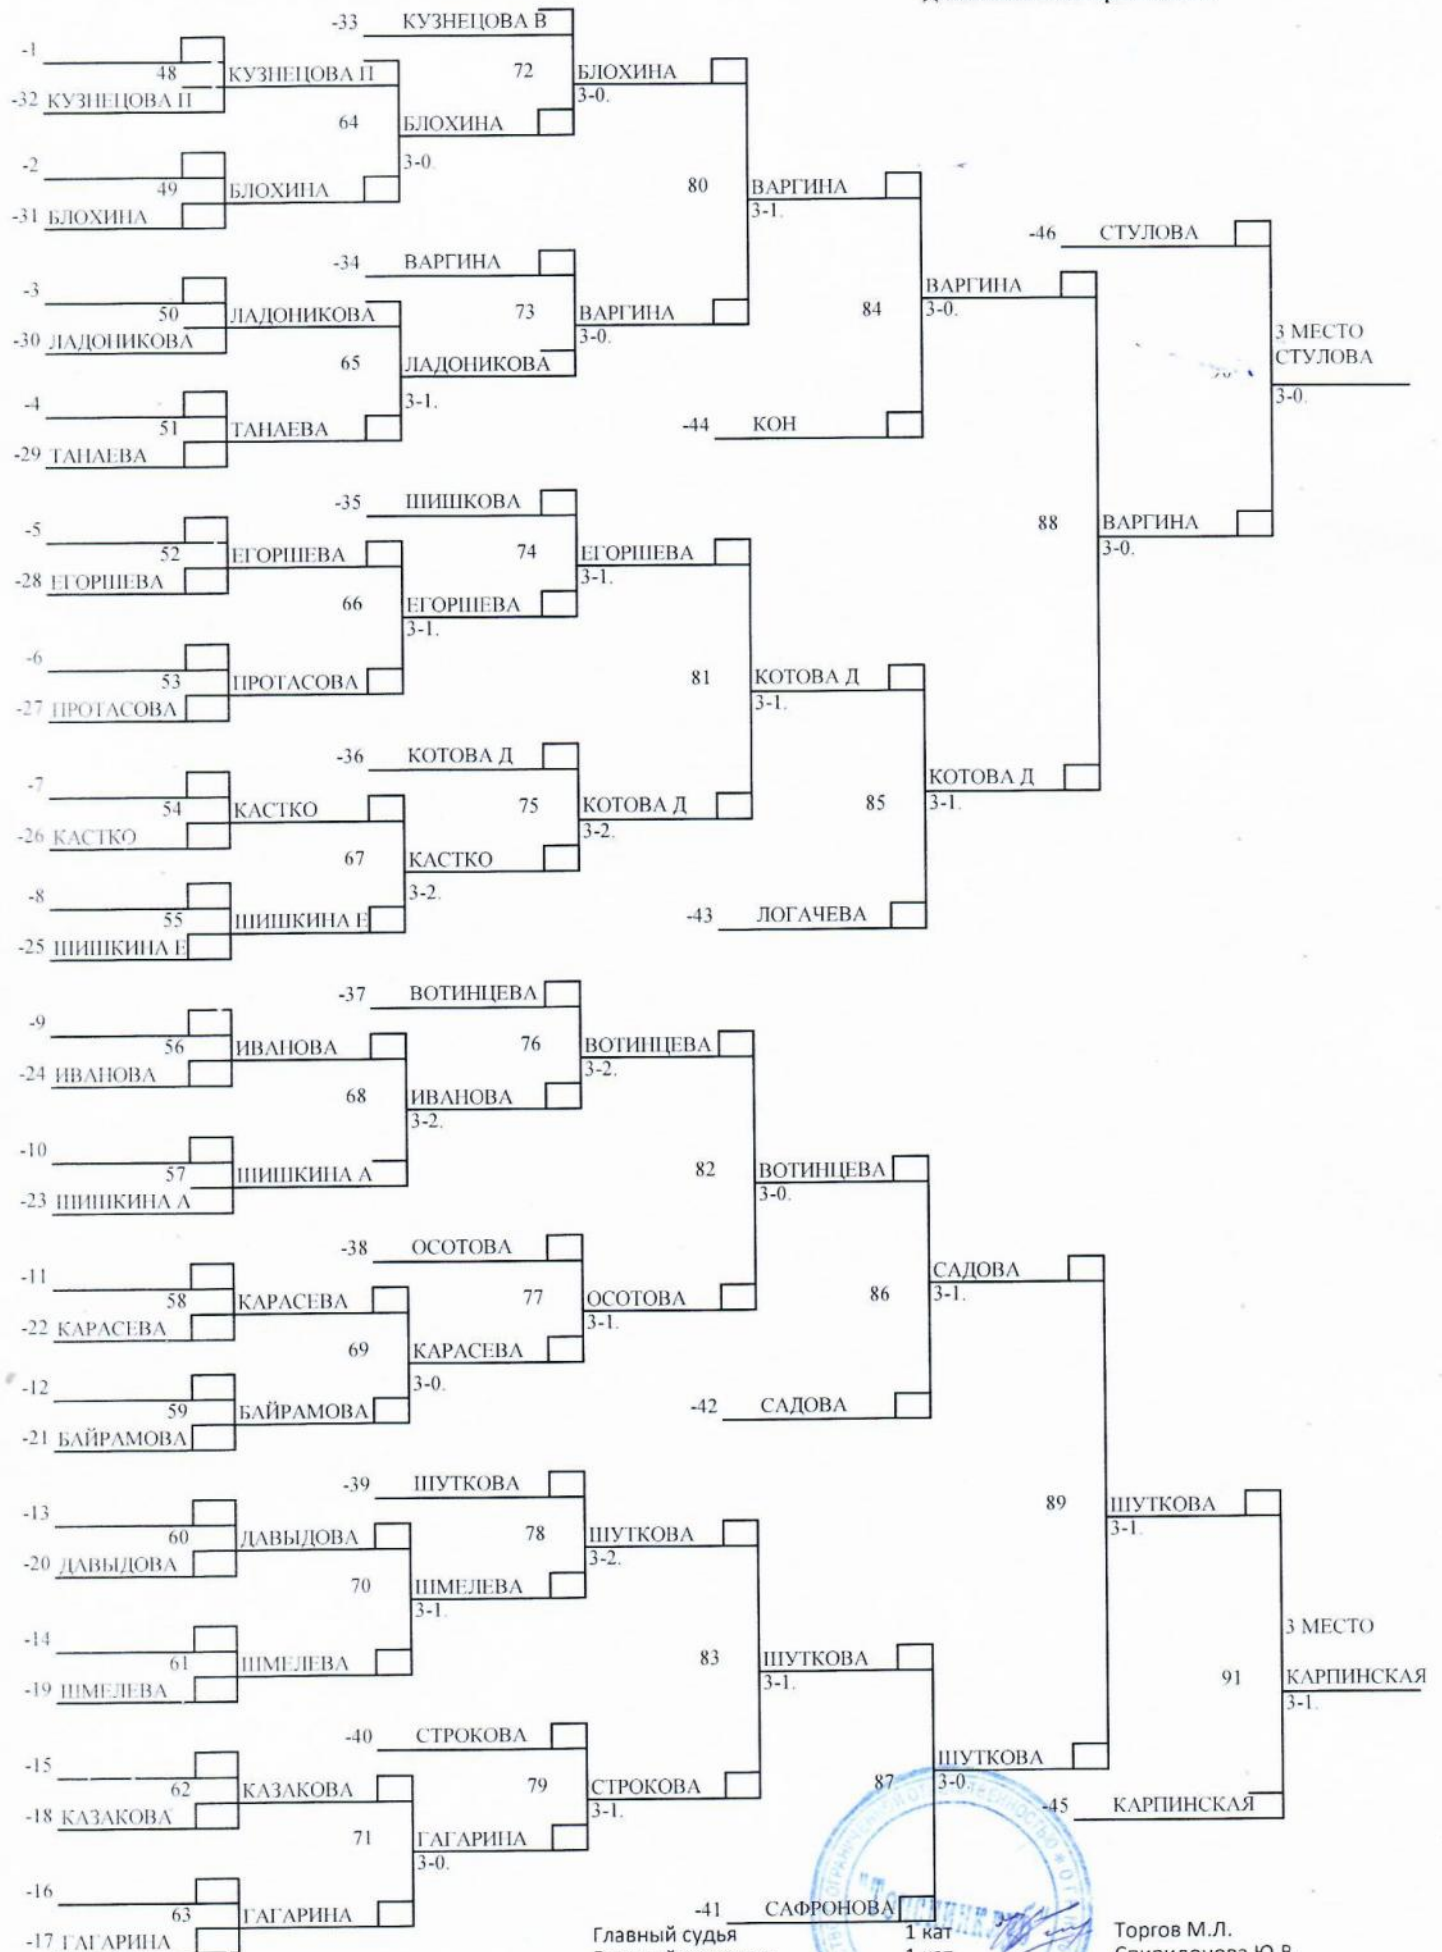 -33 КУЗНЕЦОВА В
-1
48 КУЗНЕЦОВА П
72 БЛОХИНА
3-0.
-32 КУЗНЕЦОВА П
64 БЛОХИНА
3-0.
-2
49 БЛОХИНА
80 ВАРГИНА
3-1.
-31 БЛОХИНА
-46 СТУЛОВА
-34 ВАРГИНА
-3
50 ЛАДОНИКОВА
73 ВАРГИНА
3-0.
84 ВАРГИНА
3-0.
-30 ЛАДОНИКОВА
3 МЕСТО
СТУЛОВА
3-0.
65 ЛАДОНИКОВА
3-1.
-4
51 ТАНАЕВА
-44 КОН
-29 ТАНАЕВА
-35 ШИШКОВА
-5
52 ЕГОРШЕВА
74 ЕГОРШЕВА
3-1.
88 ВАРГИНА
3-0.
-28 ЕГОРШЕВА
66 ЕГОРШЕВА
3-1.
-6
53 ПРОТАСОВА
81 КОТОВА Д
3-1.
-27 ПРОТАСОВА
-36 КОТОВА Д
-7
54 КАСТКО
75 КОТОВА Д
3-2.
85 КОТОВА Д
3-1.
-26 КАСТКО
67 КАСТКО
3-2.
-8
55 ШИШКИНА Е
-43 ЛОГАЧЕВА
-25 ШИШКИНА Е
-37 ВОТИНЦЕВА
-9
56 ИВАНОВА
76 ВОТИНЦЕВА
3-2.
-24 ИВАНОВА
68 ИВАНОВА
3-2.
-10
57 ШИШКИНА А
82 ВОТИНЦЕВА
3-0.
-23 ШИШКИНА А
-38 ОСОТОВА
-11
58 КАРАСЕВА
77 ОСОТОВА
3-1.
86 САДОВА
3-1.
-22 КАРАСЕВА
69 КАРАСЕВА
3-0.
-12
59 БАЙРАМОВА
-42 САДОВА
-21 БАЙРАМОВА
-39 ШУТКОВА
-13
60 ДАВЫДОВА
78 ШУТКОВА
3-2.
89 ШУТКОВА
3-1.
-20 ДАВЫДОВА
70 ШМЕЛЕВА
3-1.
-14
61 ШМЕЛЕВА
83 ШУТКОВА
3-1.
3 МЕСТО
91 КАРПИНСКАЯ
3-1.
-19 ШМЕЛЕВА
-40 СТРОКОВА
-15
62 КАЗАКОВА
79 СТРОКОВА
3-1.
87 ШУТКОВА
3-0.
-45 КАРПИНСКАЯ
-18 КАЗАКОВА
71 ГАГАРИНА
3-0.
-16
63 ГАГАРИНА
-41 САФРОНОВА
-17 ГАГАРИНА
Главный судья 1 кат Торгов М.Л.